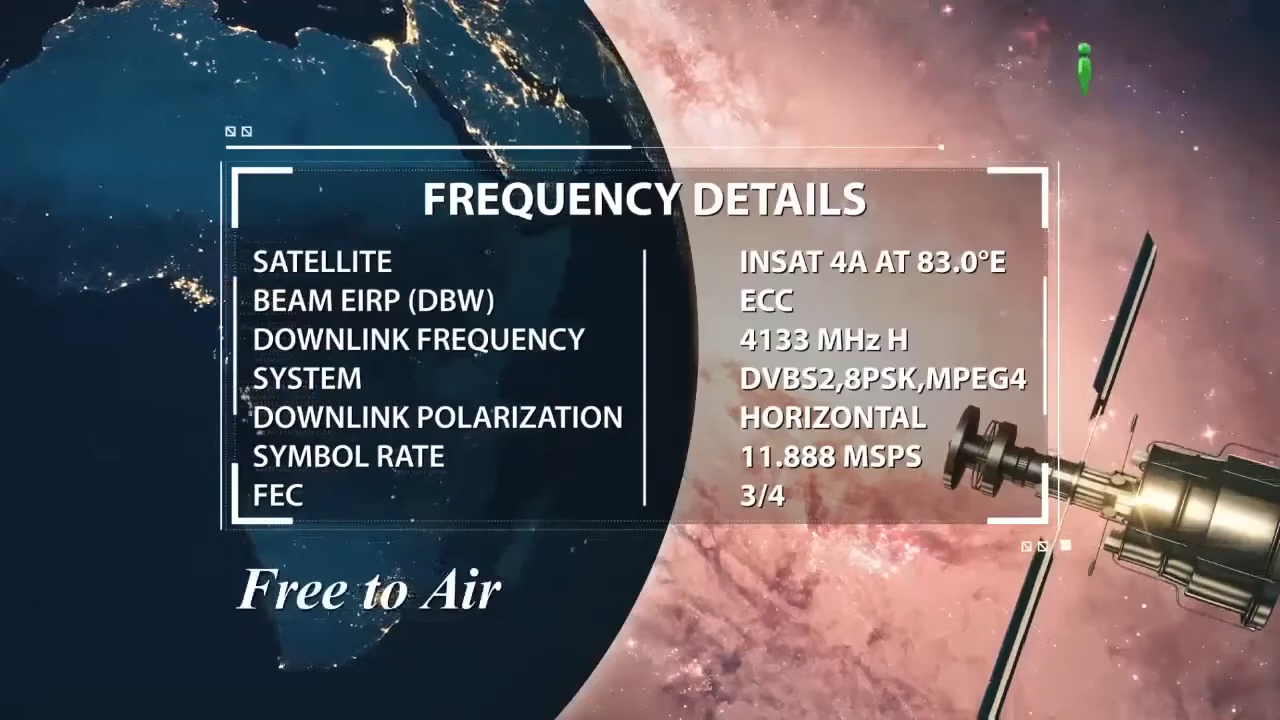 FREQUENCY DETAILS
SATELLITE INSAT 4A AT 83.0°E
BEAM EIRP (DBW) ECC
DOWNLINK FREQUENCY 4133 MHz H
SYSTEM DVBS2,8PSK,MPEG4
DOWNLINK POLARIZATION HORIZONTAL
SYMBOL RATE 11.888 MSPS
FEC 3/4
Free to Air